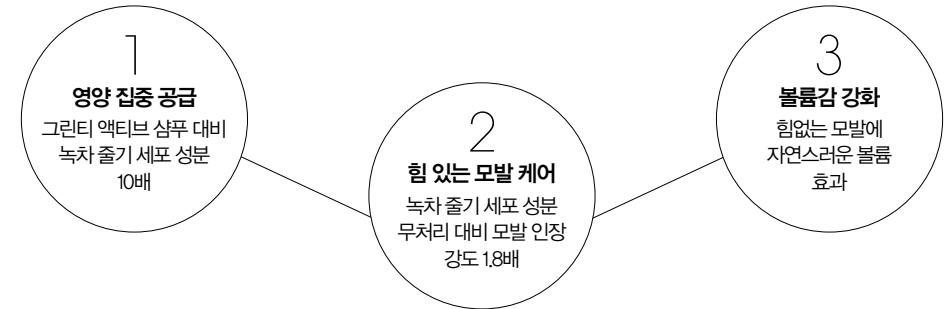 1
영양 집중 공급
그린티 액티브 샴푸 대비
녹차 줄기 세포 성분
10배
2
힘 있는 모발 케어
녹차 줄기 세포 성분
무처리 대비 모발 인장
강도 1.8배
3
볼륨감 강화
힘없는 모발에
자연스러운 볼륨
효과